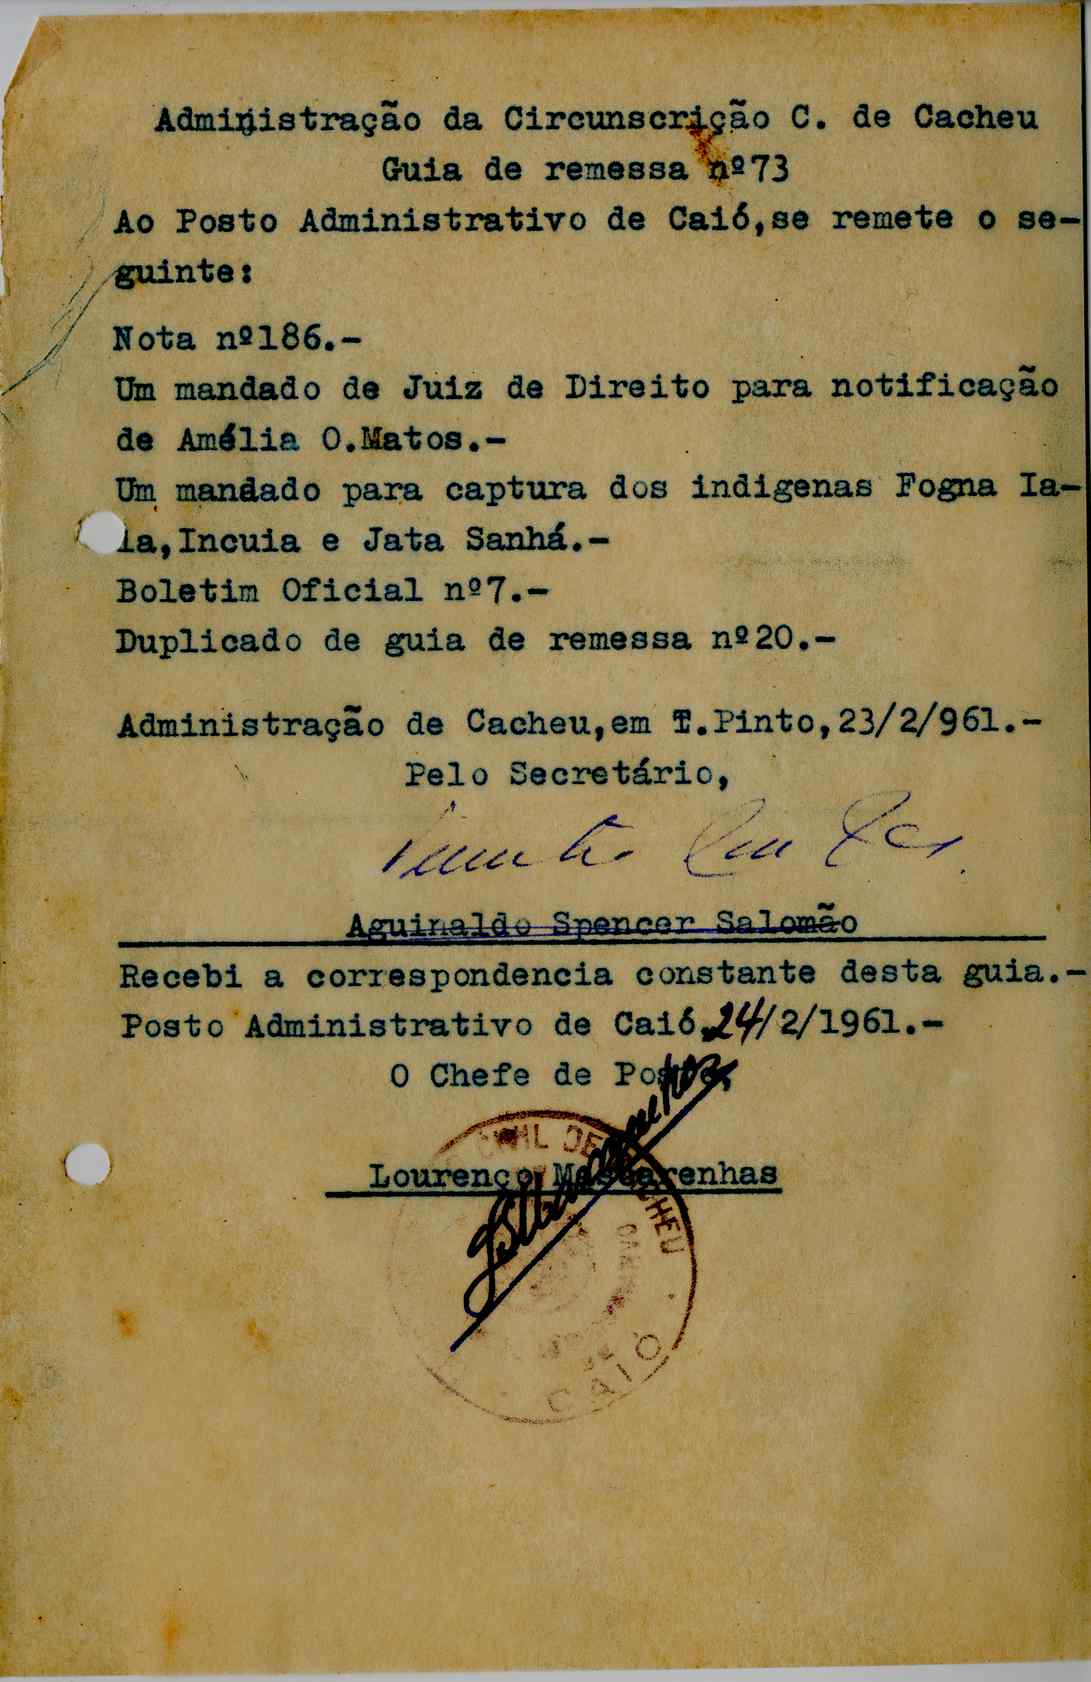 Administração da Circunscrição C. de Cacheu
Guia de remessa nº73
Ao Posto Administrativo de Caió,se remete o se-
guinte:
Nota nº186.-
Um mandado de Juiz de Direito para notificação
de Amélia O.Matos.-
Um mandado para captura dos indigenas Fogna Ia-
la,Incuia e Jata Sanhá.-
Boletim Oficial nº7.-
Duplicado de guia de remessa nº20.-
Administração de Cacheu,em T.Pinto,23/2/961.-
Pelo Secretário,
Aguinaldo Spencer Salomão
Recebi a correspondencia constante desta guia.-
Posto Administrativo de Caió,24/2/1961.-
O Chefe de Posto,
CIVIL DE CACHEU
Lourenço Mascarenhas
CAIÓ